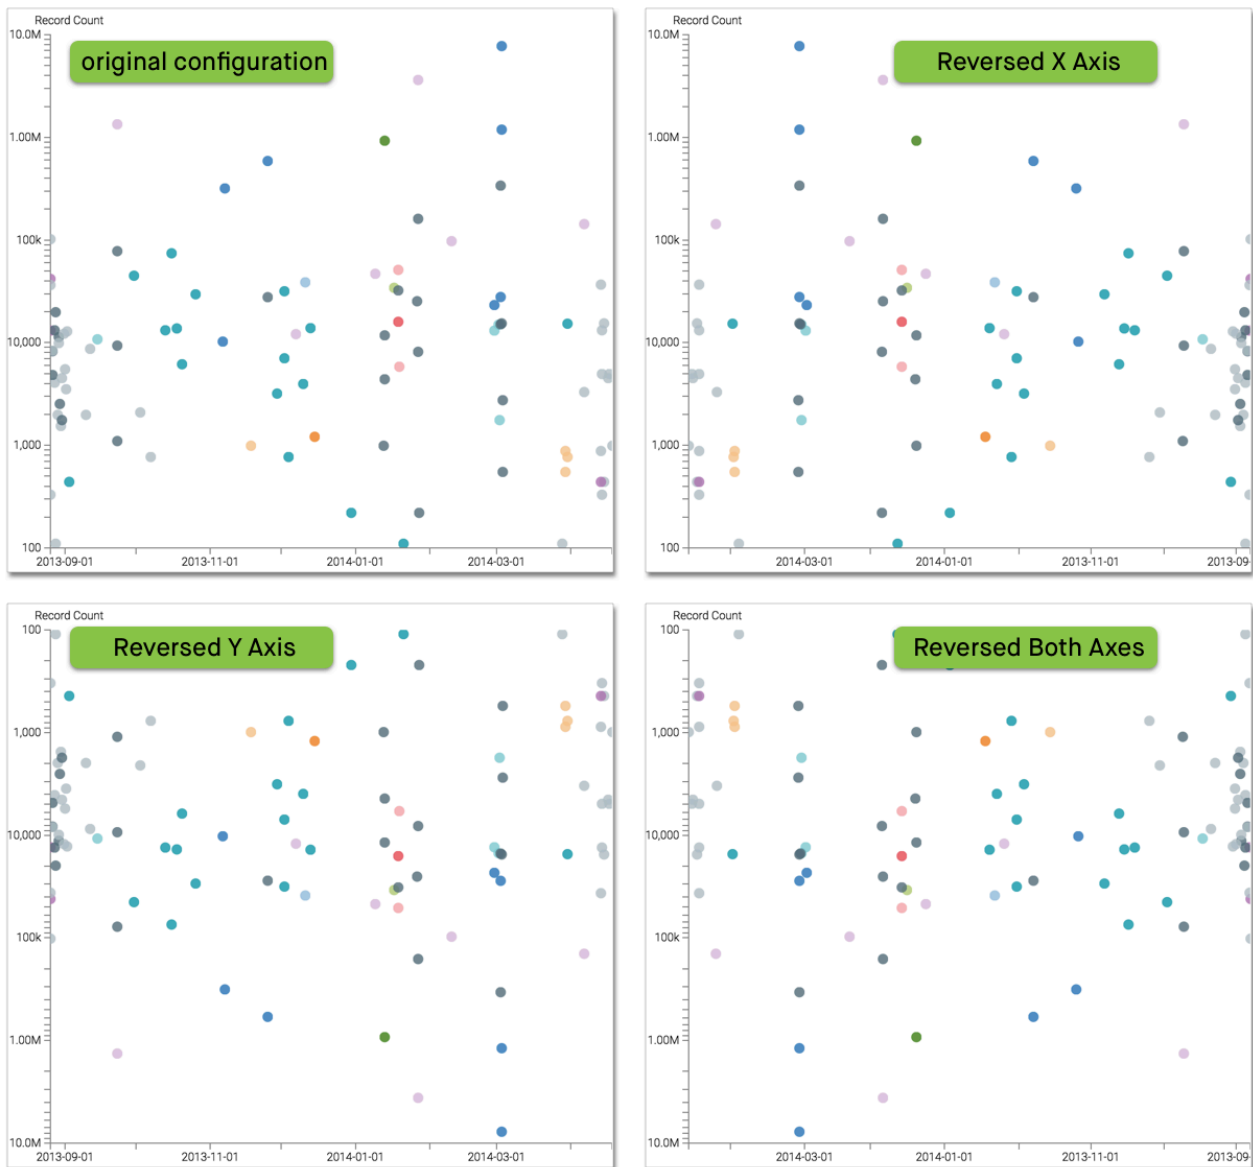 Record Count
10.0M
original configuration
1.00M
100k
10,000
1,000
100
2013-09-01 2013-11-01 2014-01-01 2014-03-01
Record Count
10.0M
Reversed X Axis
1.00M
100k
10,000
1,000
100
2014-03-01 2014-01-01 2013-11-01 2013-09-
Record Count
100
Reversed Y Axis
1,000
10,000
100k
1.00M
10.0M
2013-09-01 2013-11-01 2014-01-01 2014-03-01
Record Count
100
Reversed Both Axes
1,000
10,000
100k
1.00M
10.0M
2014-03-01 2014-01-01 2013-11-01 2013-09-